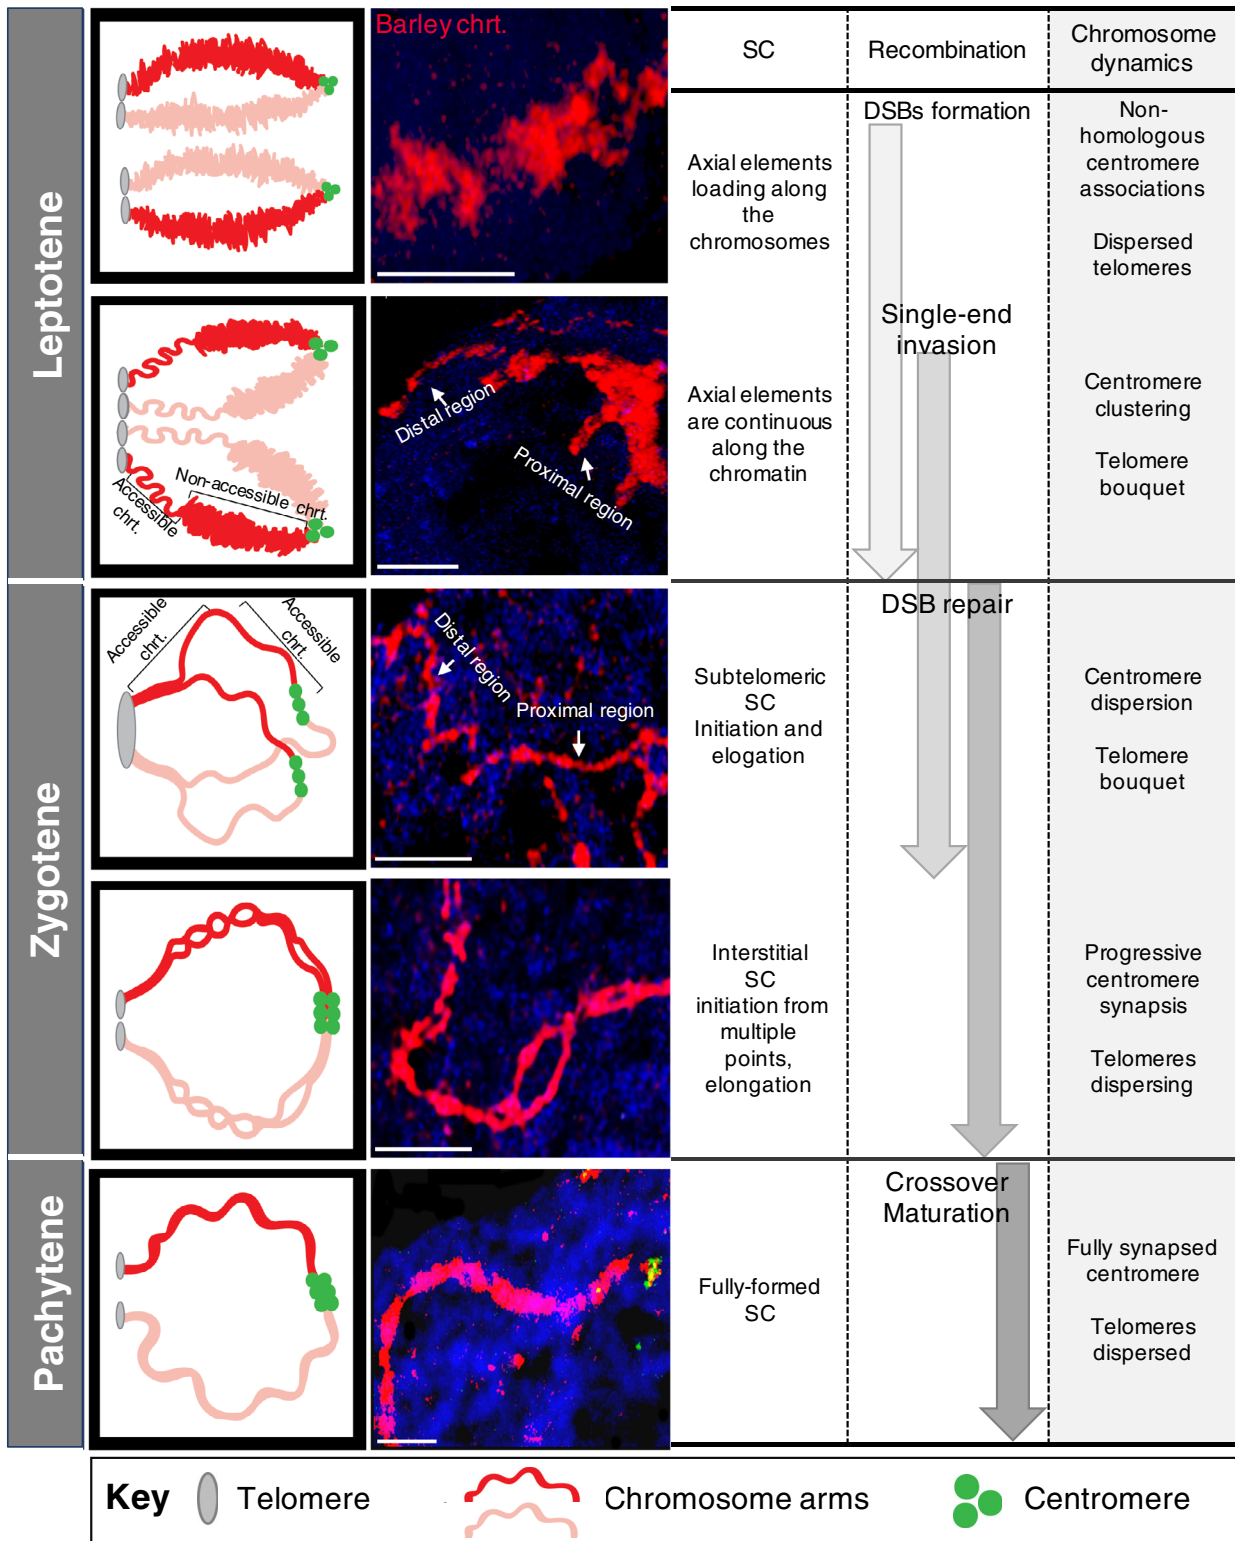 Barley chrt.
SC
Recombination
Chromosome
dynamics
Leptotene
DSBs formation
Axial elements
loading along
the
chromosomes
Non-
homologous
centromere
associations
Dispersed
telomeres
Single-end
invasion
Accessible
chrt.
Non-accessible chrt.
Distal region
Proximal region
Axial elements
are continuous
along the
chromatin
Centromere
clustering
Telomere
bouquet
Zygotene
DSB repair
Accessible
chrt.
Accessible
chrt.
Distal region
Proximal region
Subtelomeric
SC
Initiation and
elogation
Centromere
dispersion
Telomere
bouquet
Interstitial
SC
initiation from
multiple
points,
elongation
Progressive
centromere
synapsis
Telomeres
dispersing
Pachytene
Crossover
Maturation
Fully-formed
SC
Fully synapsed
centromere
Telomeres
dispersed
Key
Telomere
Chromosome arms
Centromere